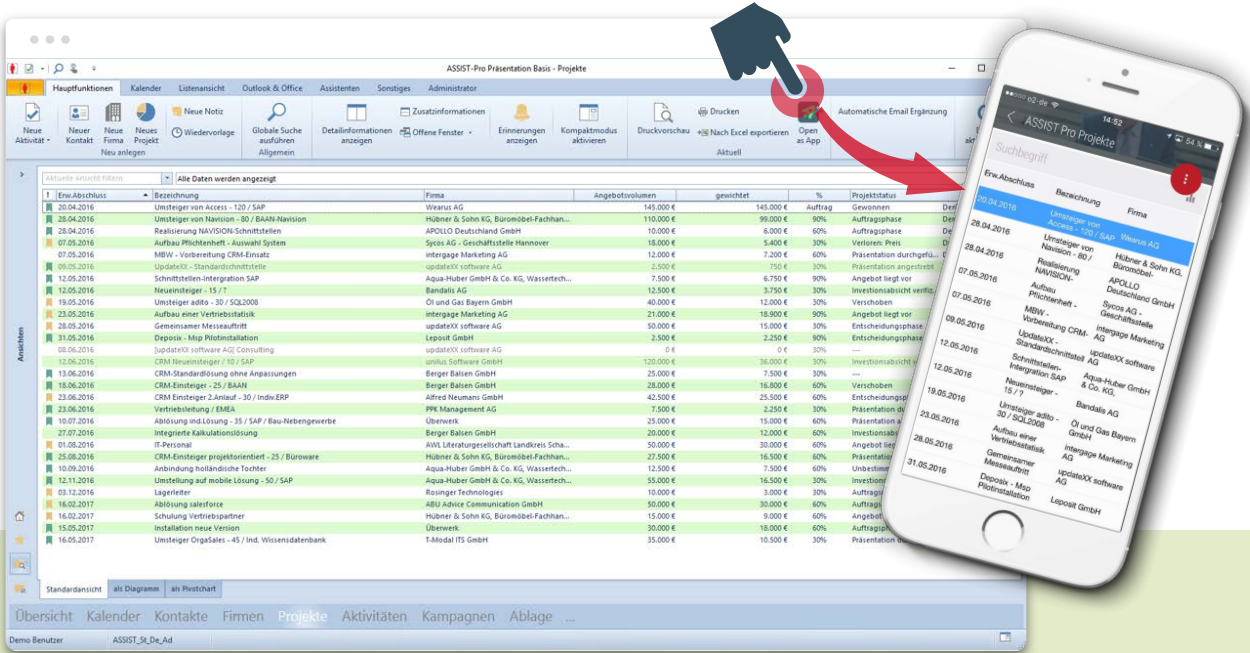 ASSIST-Pro Präsentation Basis - Projekte
Hauptfunktionen Kalender Listenansicht Outlook & Office Assistenten Sonstiges Administrator
Neue Aktivität
Neuer Kontakt
Neue Firma
Neues Projekt
Neue Notiz
Wiedervorlage
Neu anlegen
Globale Suche ausführen
Allgemein
Detailinformationen anzeigen
Zusatzinformationen
Offene Fenster
Erinnerungen anzeigen
Kompaktmodus aktivieren
Druckvorschau
Drucken
Nach Excel exportieren
Open as App
Aktuell
Automatische Email Ergänzung
Aktuelle Ansicht filtern Alle Daten werden angezeigt
! Erw.Abschluss Bezeichnung Firma Angebotsvolumen gewichtet % Projektstatus
20.04.2016 Umsteiger von Access - 120 / SAP Wearus AG 145.000 € 145.000 € Auftrag Gewonnen
28.04.2016 Umsteiger von Navision - 80 / BAAN-Navision Hübner & Sohn KG, Büromöbel-Fachhan... 110.000 € 99.000 € 90% Auftragsphase
28.04.2016 Realisierung NAVISION-Schnittstellen APOLLO Deutschland GmbH 10.000 € 6.000 € 60% Auftragsphase
07.05.2016 Aufbau Pflichtenheft - Auswahl System Sycos AG - Geschäftsstelle Hannover 18.000 € 5.400 € 30% Verloren: Preis
07.05.2016 MBW - Vorbereitung CRM-Einsatz intergage Marketing AG 12.000 € 7.200 € 60% Präsentation durchgefü...
09.05.2016 UpdateXX - Standardschnittstelle updateXX software AG 2.500 € 750 € 30% Präsentation angestrebt
12.05.2016 Schnittstellen-Intergration SAP Aqua-Huber GmbH & Co. KG, Wassertech... 7.500 € 6.750 € 90% Angebot liegt vor
12.05.2016 Neueinsteiger - 15 / ? Bandalis AG 12.500 € 3.750 € 30% Investionsabsicht verifiz.
19.05.2016 Umsteiger adito - 30 / SQL2008 Öl und Gas Bayern GmbH 40.000 € 12.000 € 30% Verschoben
23.05.2016 Aufbau einer Vertriebsstatisik intergage Marketing AG 21.000 € 18.900 € 90% Angebot liegt vor
28.05.2016 Gemeinsamer Messeauftritt updateXX software AG 50.000 € 15.000 € 30% Entscheidungsphase
31.05.2016 Deposix - Msp Pilotinstallation Leposit GmbH 2.500 € 2.250 € 90% Entscheidungsphase
08.06.2016 [updateXX software AG] Consulting updateXX software AG 0 € 0 € 30% ---
12.06.2016 CRM Neueinsteiger / 10 / SAP unilus Software GmbH 120.000 € 36.000 € 30% Investionsabsicht
13.06.2016 CRM-Standardlösung ohne Anpassungen Berger Balsen GmbH 25.000 € 7.500 € 30% ---
18.06.2016 CRM-Einsteiger - 25 / BAAN Berger Balsen GmbH 28.000 € 16.800 € 60% Verschoben
23.06.2016 CRM Einsteiger 2.Anlauf - 30 / Indiv.ERP Alfred Neumans GmbH 42.500 € 25.500 € 60%
23.06.2016 Vertriebsleitung / EMEA PPK Management AG 7.500 € 2.250 € 30% Präsentation
10.07.2016 Ablösung ind.Lösung - 35 / SAP / Bau-Nebengewerbe Überwerk 25.000 € 15.000 € 60% Präsentation
27.07.2016 Integrierte Kalkulationslösung Berger Balsen GmbH 20.000 € 12.000 € 60%
01.08.2016 IT-Personal AWL Literatungesellschaft Landkreis Scha... 50.000 € 30.000 € 60% Angebot
25.08.2016 CRM-Einsteiger projektorientiert - 25 / Büroware Hübner & Sohn KG, Büromöbel-Fachhan... 27.500 € 16.500 € 60%
10.09.2016 Anbindung holländische Tochter Aqua-Huber GmbH & Co. KG, Wassertech... 12.500 € 7.500 € 60%
12.11.2016 Umstellung auf mobile Lösung - 50 / SAP Aqua-Huber GmbH & Co. KG, Wassertech... 55.000 € 16.500 € 30%
03.12.2016 Lagerleiter Rosinger Technologies 10.000 € 3.000 € 30%
16.02.2017 Ablösung salesforce ABU Advice Communication GmbH 50.000 € 30.000 € 60%
16.02.2017 Schulung Vertriebspartner Hübner & Sohn KG, Büromöbel-Fachhan... 15.000 € 9.000 € 60% Angebot
15.05.2017 Installation neue Version Überwerk 30.000 € 18.000 € 60%
16.05.2017 Umsteiger OrgaSales - 45 / Ind. Wissensdatenbank T-Modal ITS GmbH 35.000 € 10.500 € 30% Präsentation
Ansichten
Standardansicht als Diagramm als Pivotchart
Übersicht Kalender Kontakte Firmen Projekte Aktivitäten Kampagnen Ablage ...
Demo Benutzer ASSIST_St_De_Ad
o2-de 14:52 54 %
ASSIST Pro Projekte
Suchbegriff
Erw.Abschluss Bezeichnung Firma
20.04.2016 Umsteiger von Wearus AG
Access - 120 / SAP
28.04.2016 Umsteiger von Hübner & Sohn KG,
Navision - 80 / Büromöbel-
28.04.2016 Realisierung APOLLO
NAVISION- Deutschland GmbH
07.05.2016 Aufbau Sycos AG -
Pflichtenheft - Geschäftsstelle
07.05.2016 MBW - intergage Marketing
Vorbereitung CRM- AG
09.05.2016 UpdateXX - updateXX software
Standardschnittstell AG
12.05.2016 Schnittstellen- Aqua-Huber GmbH
Intergration SAP & Co. KG,
12.05.2016 Neueinsteiger - Bandalis AG
15 / ?
19.05.2016 Umsteiger adito - Öl und Gas Bayern
30 / SQL2008 GmbH
23.05.2016 Aufbau einer intergage Marketing
Vertriebsstatisik AG
28.05.2016 Gemeinsamer updateXX software
Messeauftritt AG
31.05.2016 Deposix - Msp Leposit GmbH
Pilotinstallation